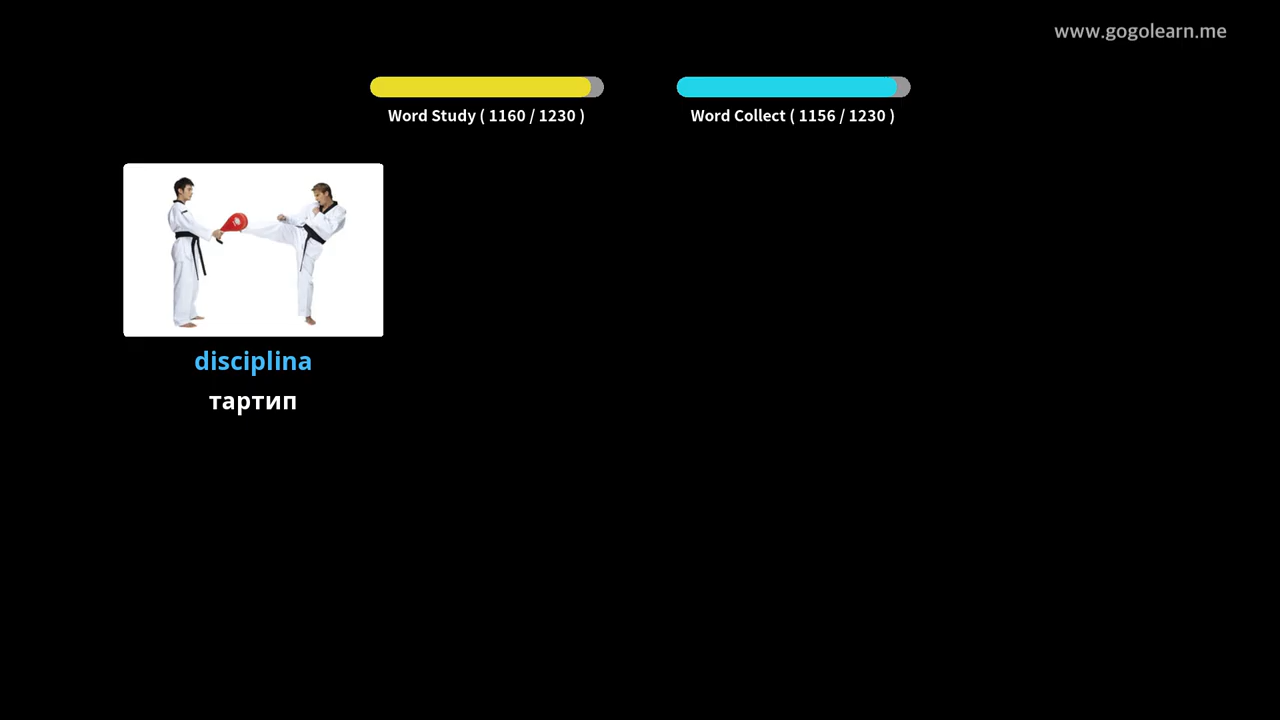 www.gogolearn.me
Word Study ( 1160 / 1230 )
Word Collect ( 1156 / 1230 )
disciplina
тартип